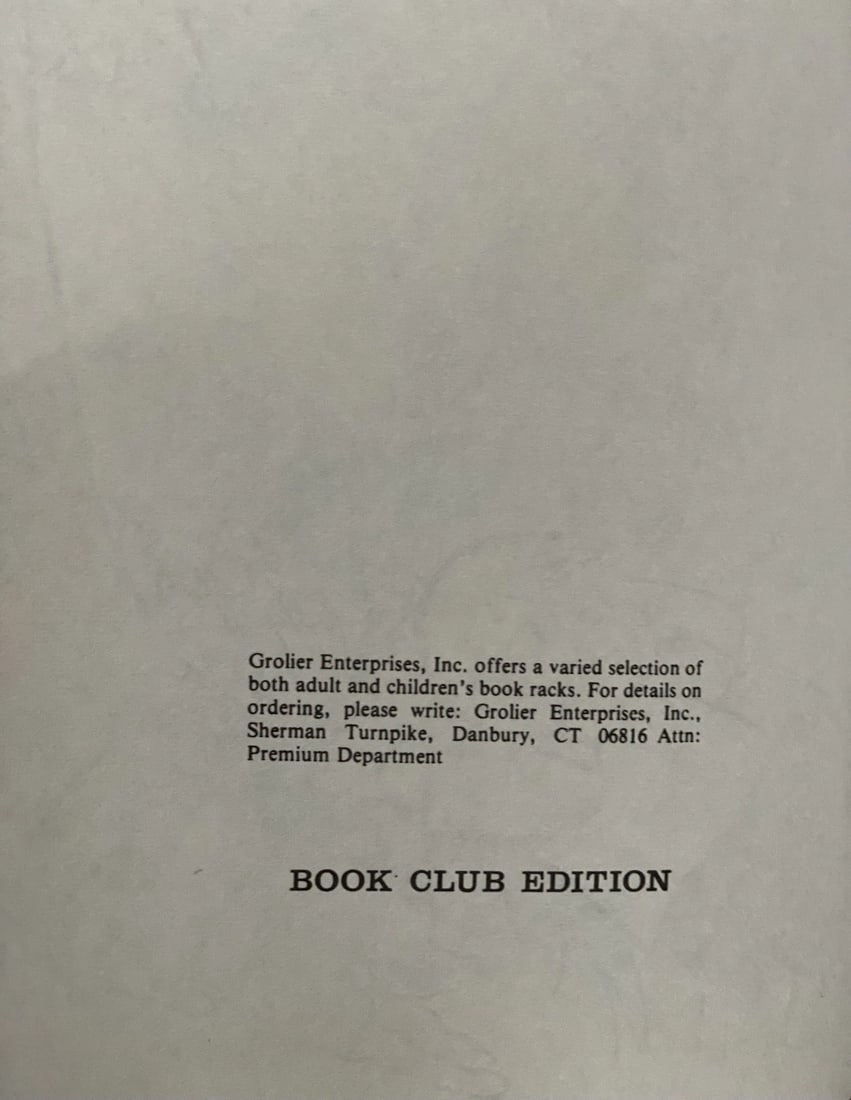 Grolier Enterprises, Inc. offers a varied selection of
both adult and children's book racks. For details on
ordering, please write: Grolier Enterprises, Inc.,
Sherman Turnpike, Danbury, CT 06816 Attn:
Premium Department
BOOK CLUB EDITION